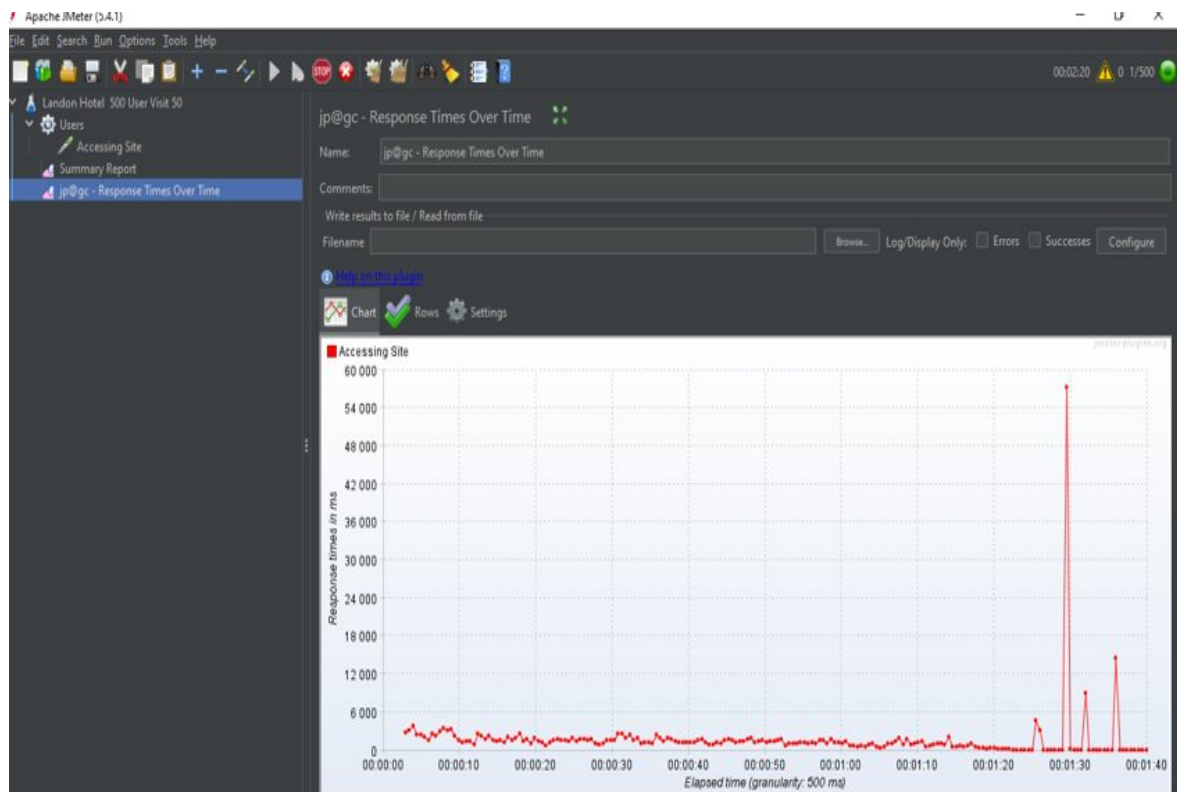 Apache JMeter (5.4.1)
File Edit Search Run Options Tools Help
STOP
00:02:20 0 1/500
Landon Hotel 500 User Visit 50
Users
Accessing Site
Summary Report
jp@gc - Response Times Over Time
jp@gc - Response Times Over Time
Name: jp@gc - Response Times Over Time
Comments:
Write results to file / Read from file
Filename Browse... Log/Display Only: Errors Successes Configure
Help on this plugin
Chart Rows Settings
jmeter-plugins.org
Accessing Site
60 000
54 000
48 000
42 000
36 000
30 000
24 000
18 000
12 000
6 000
0
Response times in ms
00:00:00 00:00:10 00:00:20 00:00:30 00:00:40 00:00:50 00:01:00 00:01:10 00:01:20 00:01:30 00:01:40
Elapsed time (granularity: 500 ms)